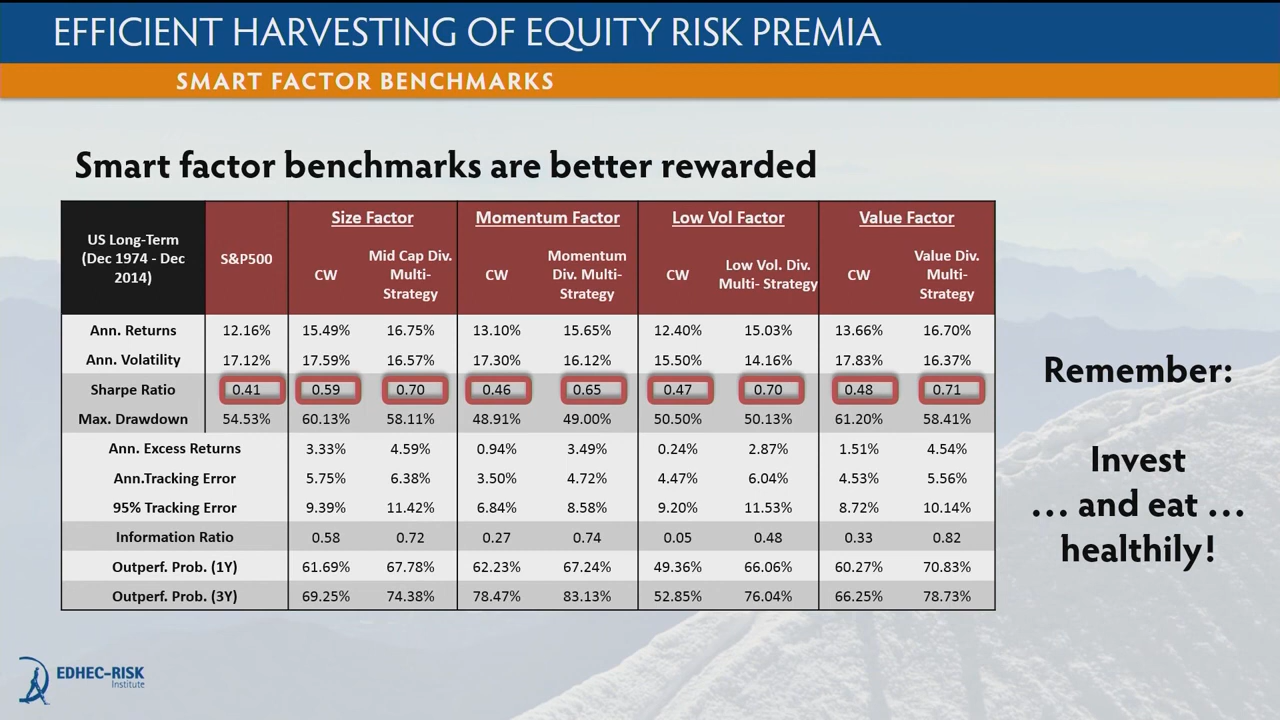 EFFICIENT HARVESTING OF EQUITY RISK PREMIA
SMART FACTOR BENCHMARKS
Smart factor benchmarks are better rewarded
US Long-Term (Dec 1974 - Dec 2014) S&P500 Size Factor Momentum Factor Low Vol Factor Value Factor
CW Mid Cap Div. Multi- Strategy CW Momentum Div. Multi- Strategy CW Low Vol. Div. Multi- Strategy CW Value Div. Multi- Strategy
Ann. Returns 12.16% 15.49% 16.75% 13.10% 15.65% 12.40% 15.03% 13.66% 16.70%
Ann. Volatility 17.12% 17.59% 16.57% 17.30% 16.12% 15.50% 14.16% 17.83% 16.37%
Sharpe Ratio 0.41 0.59 0.70 0.46 0.65 0.47 0.70 0.48 0.71
Max. Drawdown 54.53% 60.13% 58.11% 48.91% 49.00% 50.50% 50.13% 61.20% 58.41%
Ann. Excess Returns 3.33% 4.59% 0.94% 3.49% 0.24% 2.87% 1.51% 4.54%
Ann.Tracking Error 5.75% 6.38% 3.50% 4.72% 4.47% 6.04% 4.53% 5.56%
95% Tracking Error 9.39% 11.42% 6.84% 8.58% 9.20% 11.53% 8.72% 10.14%
Information Ratio 0.58 0.72 0.27 0.74 0.05 0.48 0.33 0.82
Outperf. Prob. (1Y) 61.69% 67.78% 62.23% 67.24% 49.36% 66.06% 60.27% 70.83%
Outperf. Prob. (3Y) 69.25% 74.38% 78.47% 83.13% 52.85% 76.04% 66.25% 78.73%
Remember:
Invest
... and eat ...
healthily!
EDHEC-RISK
Institute